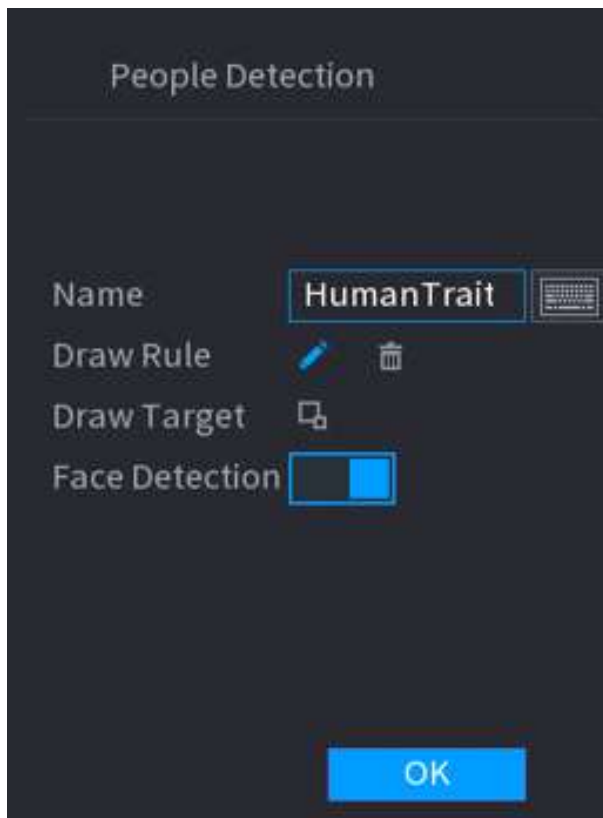 People Detection
Name HumanTrait
Draw Rule
Draw Target
Face Detection
OK